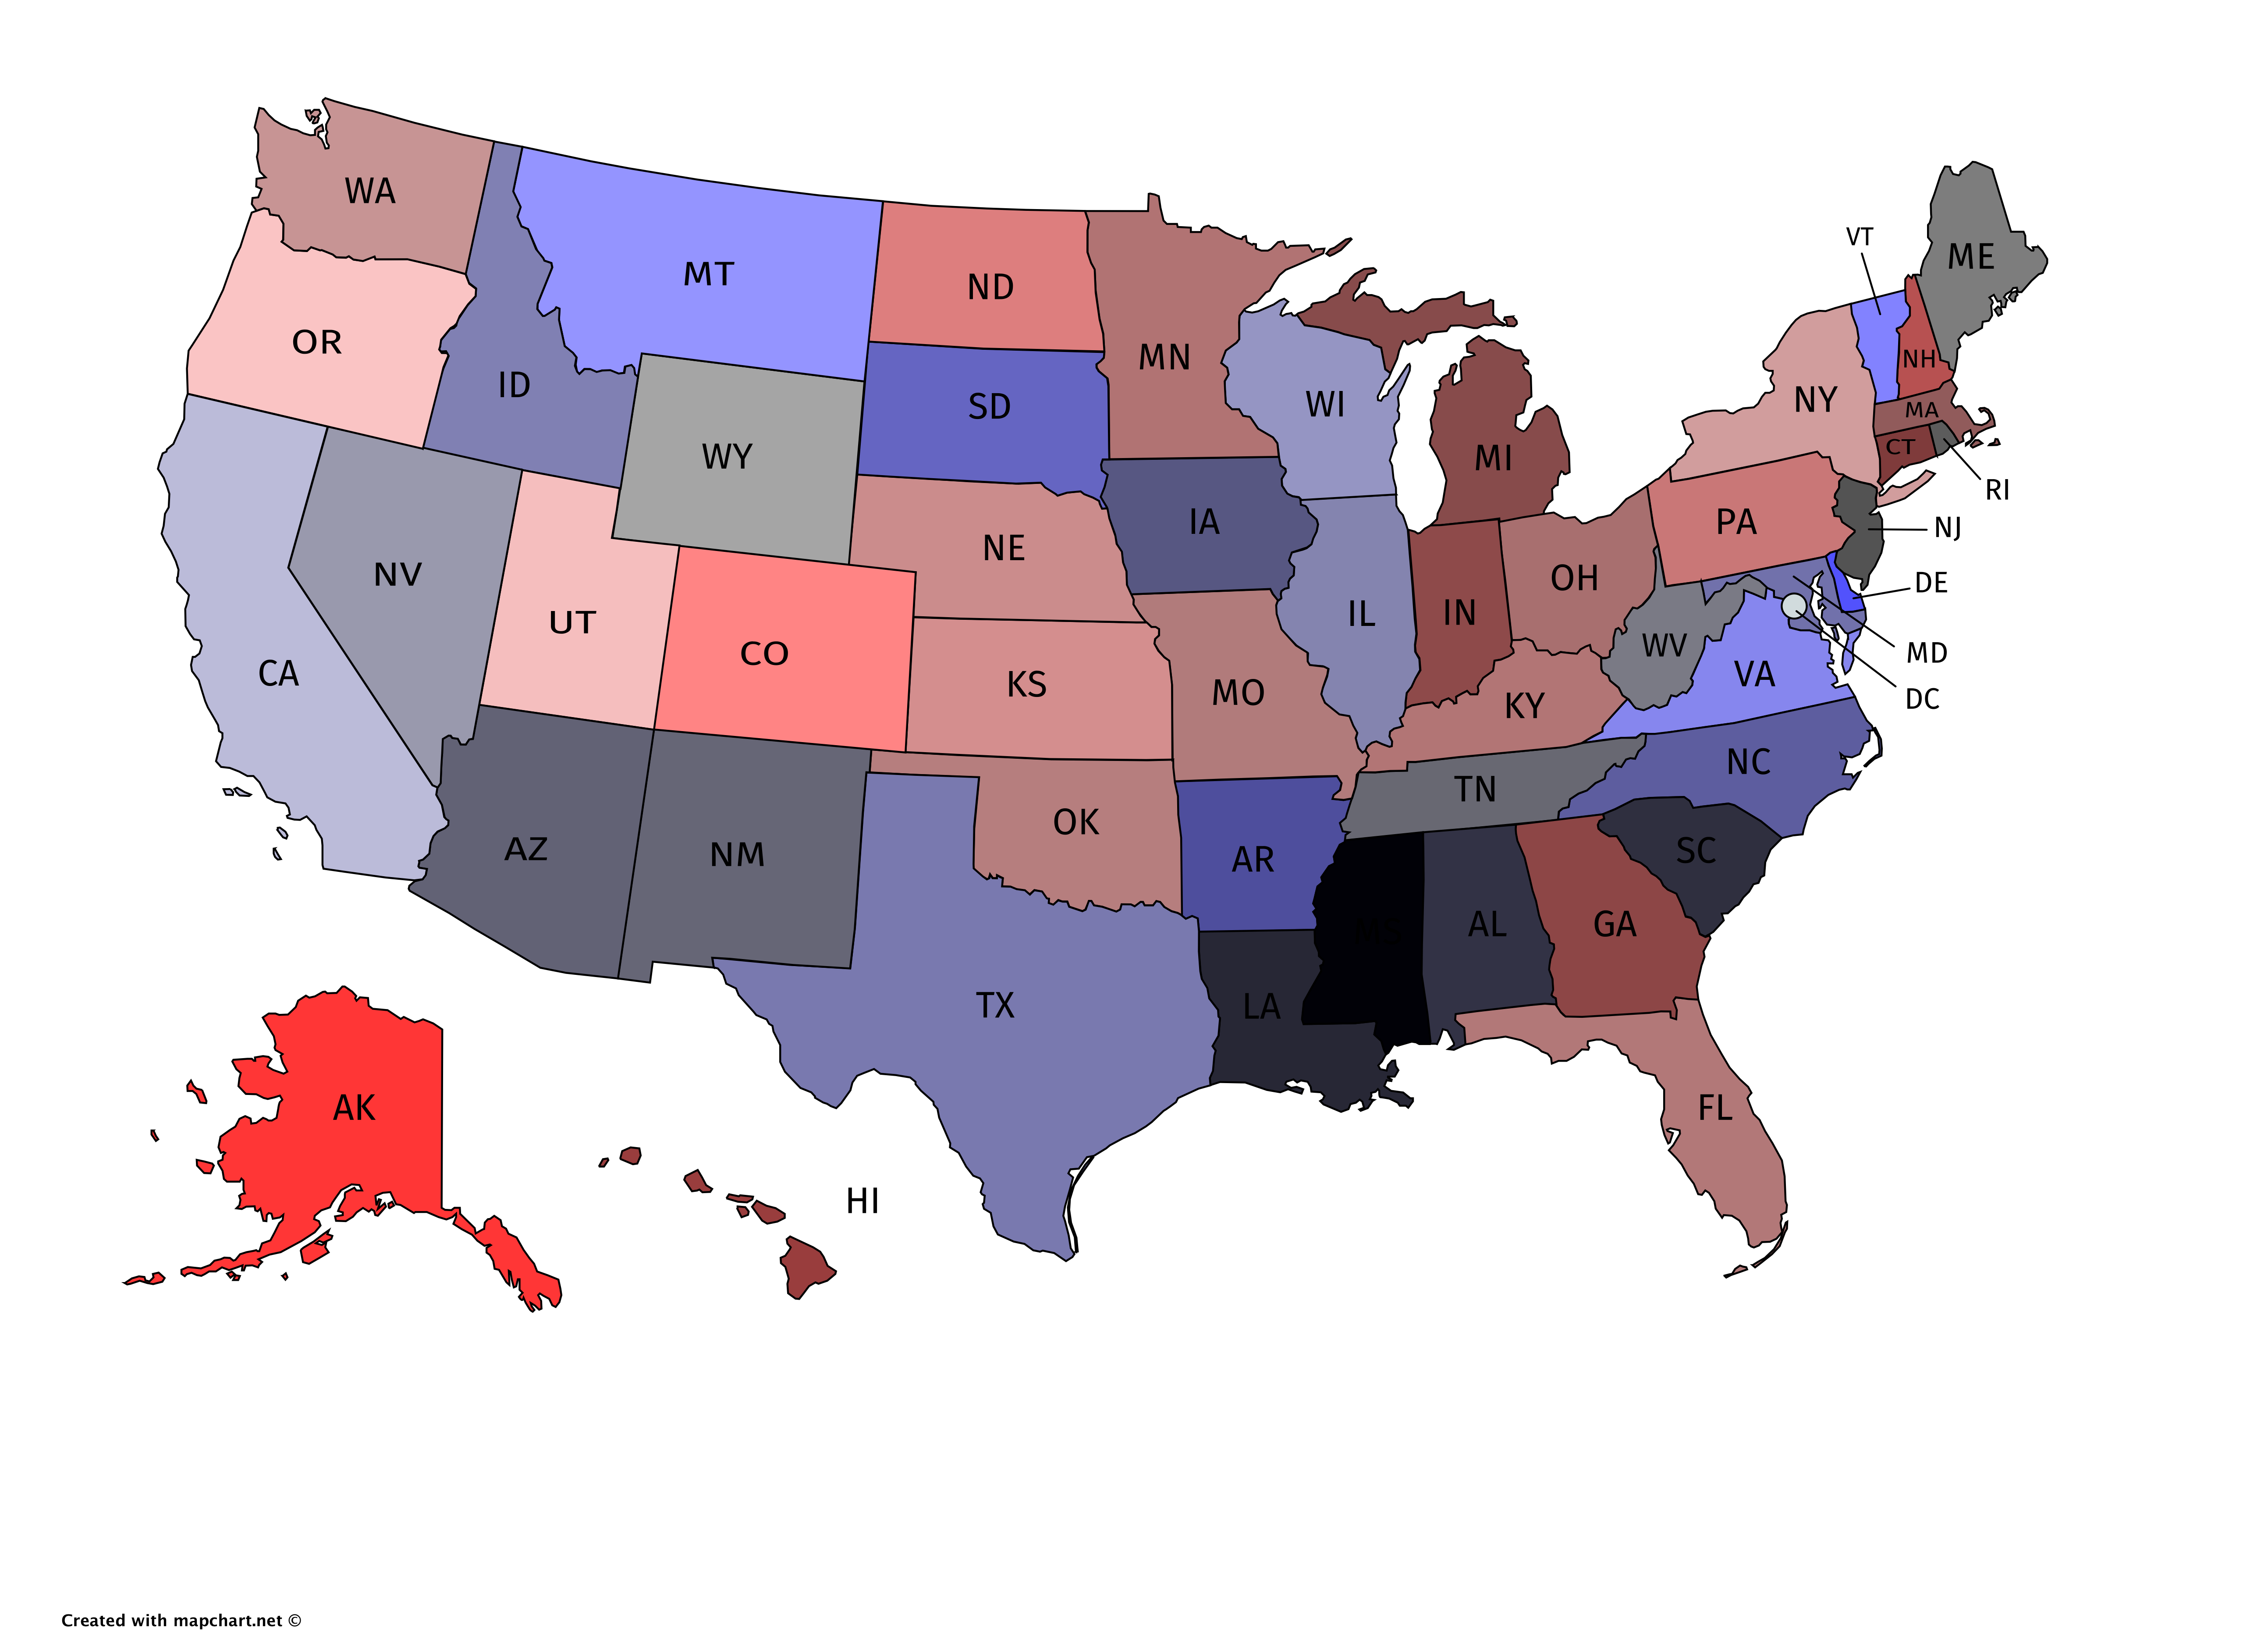 WA
MT
ND
MN
VT
ME
OR
ID
SD
WI
NH
NY
MA
WY
MI
CT
RI
IA
PA
NJ
NE
NV
OH
DE
UT
IL
IN
CO
WV
MD
CA
KS
MO
VA
DC
KY
NC
TN
OK
AZ
NM
AR
SC
GA
AL
MS
TX
LA
AK
FL
HI
Created with mapchart.net ©